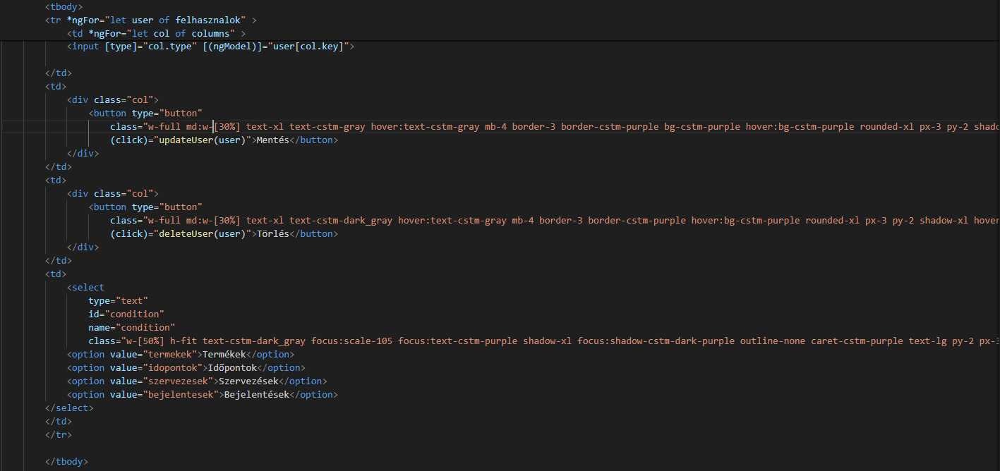 <tbody>
<tr *ngFor="let user of felhasznalok" >
<td *ngFor="let col of columns" >
<input [type]="col.type" [(ngModel)]="user[col.key]">
</td>
<td>
<div class="col">
<button type="button"
class="w-full md:w-[30%] text-xl text-cstm-gray hover:text-cstm-gray mb-4 border-3 border-cstm-purple bg-cstm-purple hover:bg-cstm-purple rounded-xl px-3 py-2
(click)="updateUser(user)">Mentés</button>
</div>
</td>
<td>
<div class="col">
<button type="button"
class="w-full md:w-[30%] text-xl text-cstm-dark_gray hover:text-cstm-gray mb-4 border-3 border-cstm-purple hover:bg-cstm-purple rounded-xl px-3 py-2 shadow-xl hover
(click)="deleteUser(user)">Törlés</button>
</div>
</td>
<td>
<select
type="text"
id="condition"
name="condition"
class="w-[50%] h-fit text-cstm-dark_gray focus:scale-105 focus:text-cstm-purple shadow-xl focus:shadow-cstm-dark-purple outline-none caret-cstm-purple text-lg py-2
<option value="termekek">Termékek</option>
<option value="idopontok">Időpontok</option>
<option value="szervezesek">Szervezések</option>
<option value="bejelentesek">Bejelentések</option>
</select>
</td>
</tr>
</tbody>